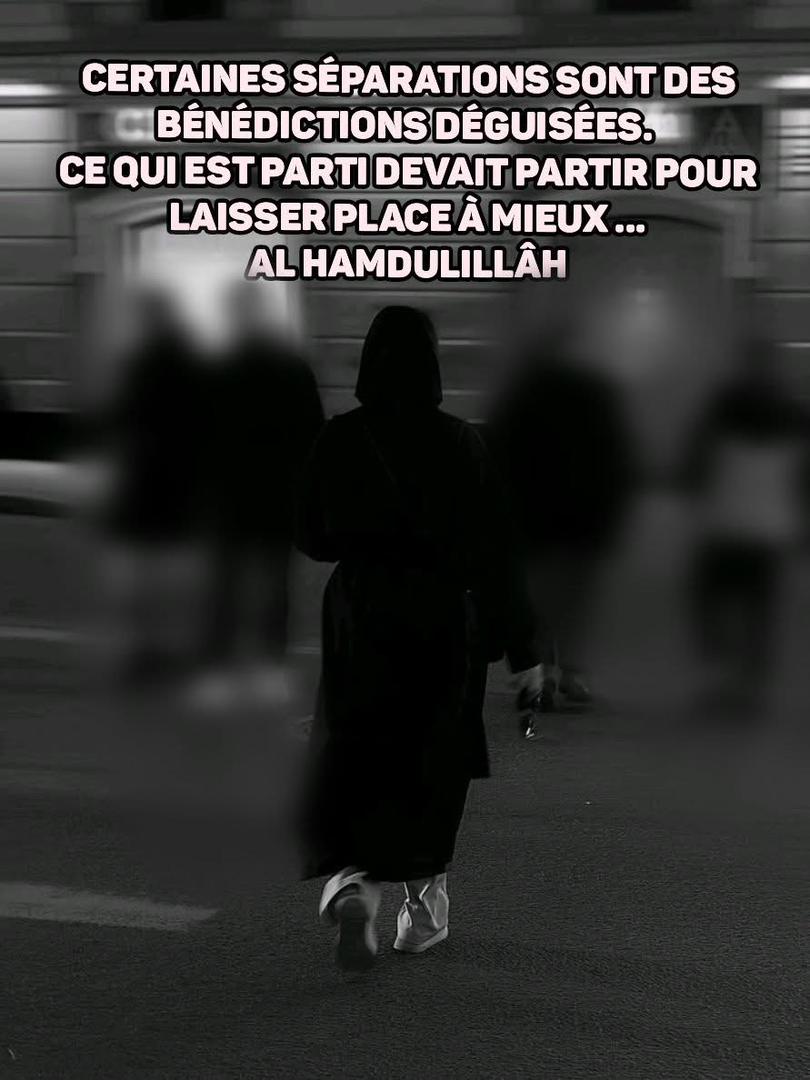 CERTAINES SÉPARATIONS SONT DES
BÉNÉDICTIONS DÉGUISÉES.
CE QUI EST PARTI DEVAIT PARTIR POUR
LAISSER PLACE À MIEUX...
AL HAMDULILLÂH